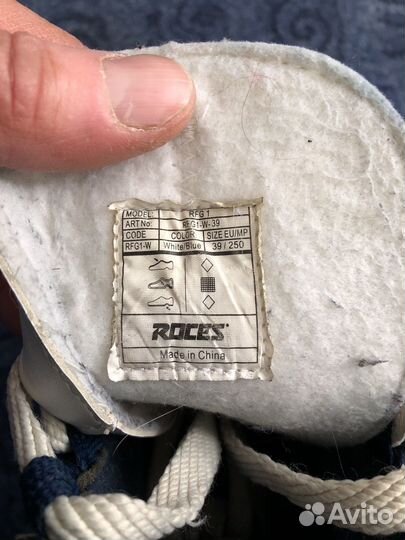 MODEL: RFG 1
ART No: RFG1-W-39
CODE COLOR SIZE EU/MP
RFG1-W White/Blue 39 / 250
ROCES
Made in China
Avito